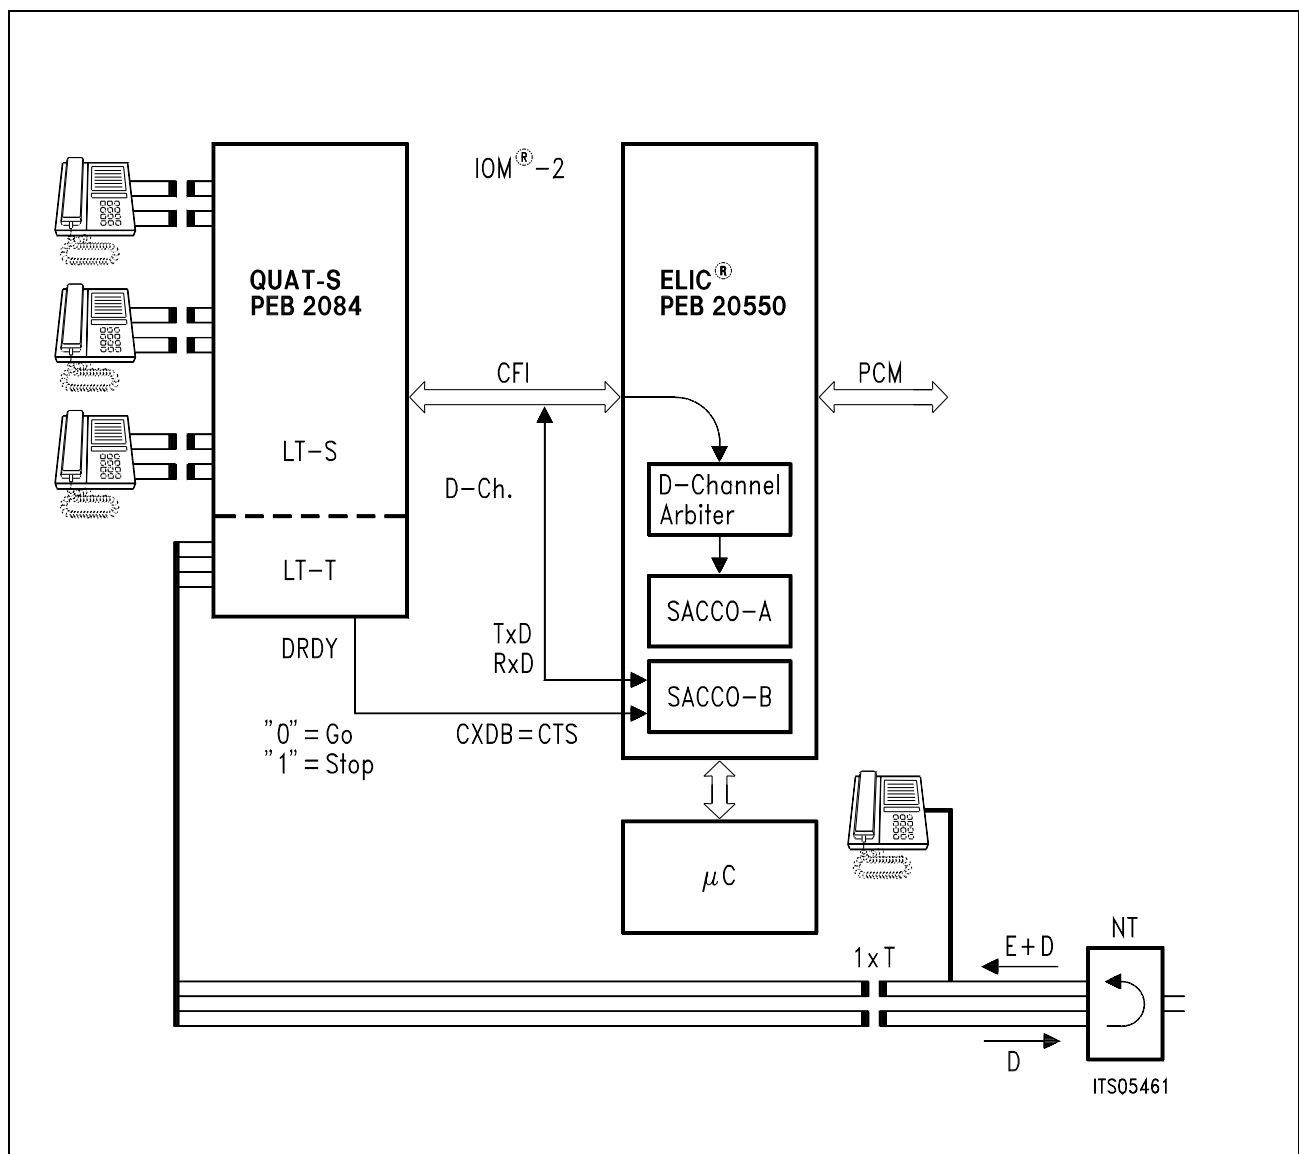 IOM®-2
QUAT-S
PEB 2084
ELIC®
PEB 20550
CFI
PCM
LT-S
D-Ch.
D-Channel
Arbiter
LT-T
SACCO-A
DRDY
TxD
RxD
SACCO-B
"0" = Go
"1" = Stop
CXDB = CTS
μC
NT
1xT
E+D
D
ITS05461